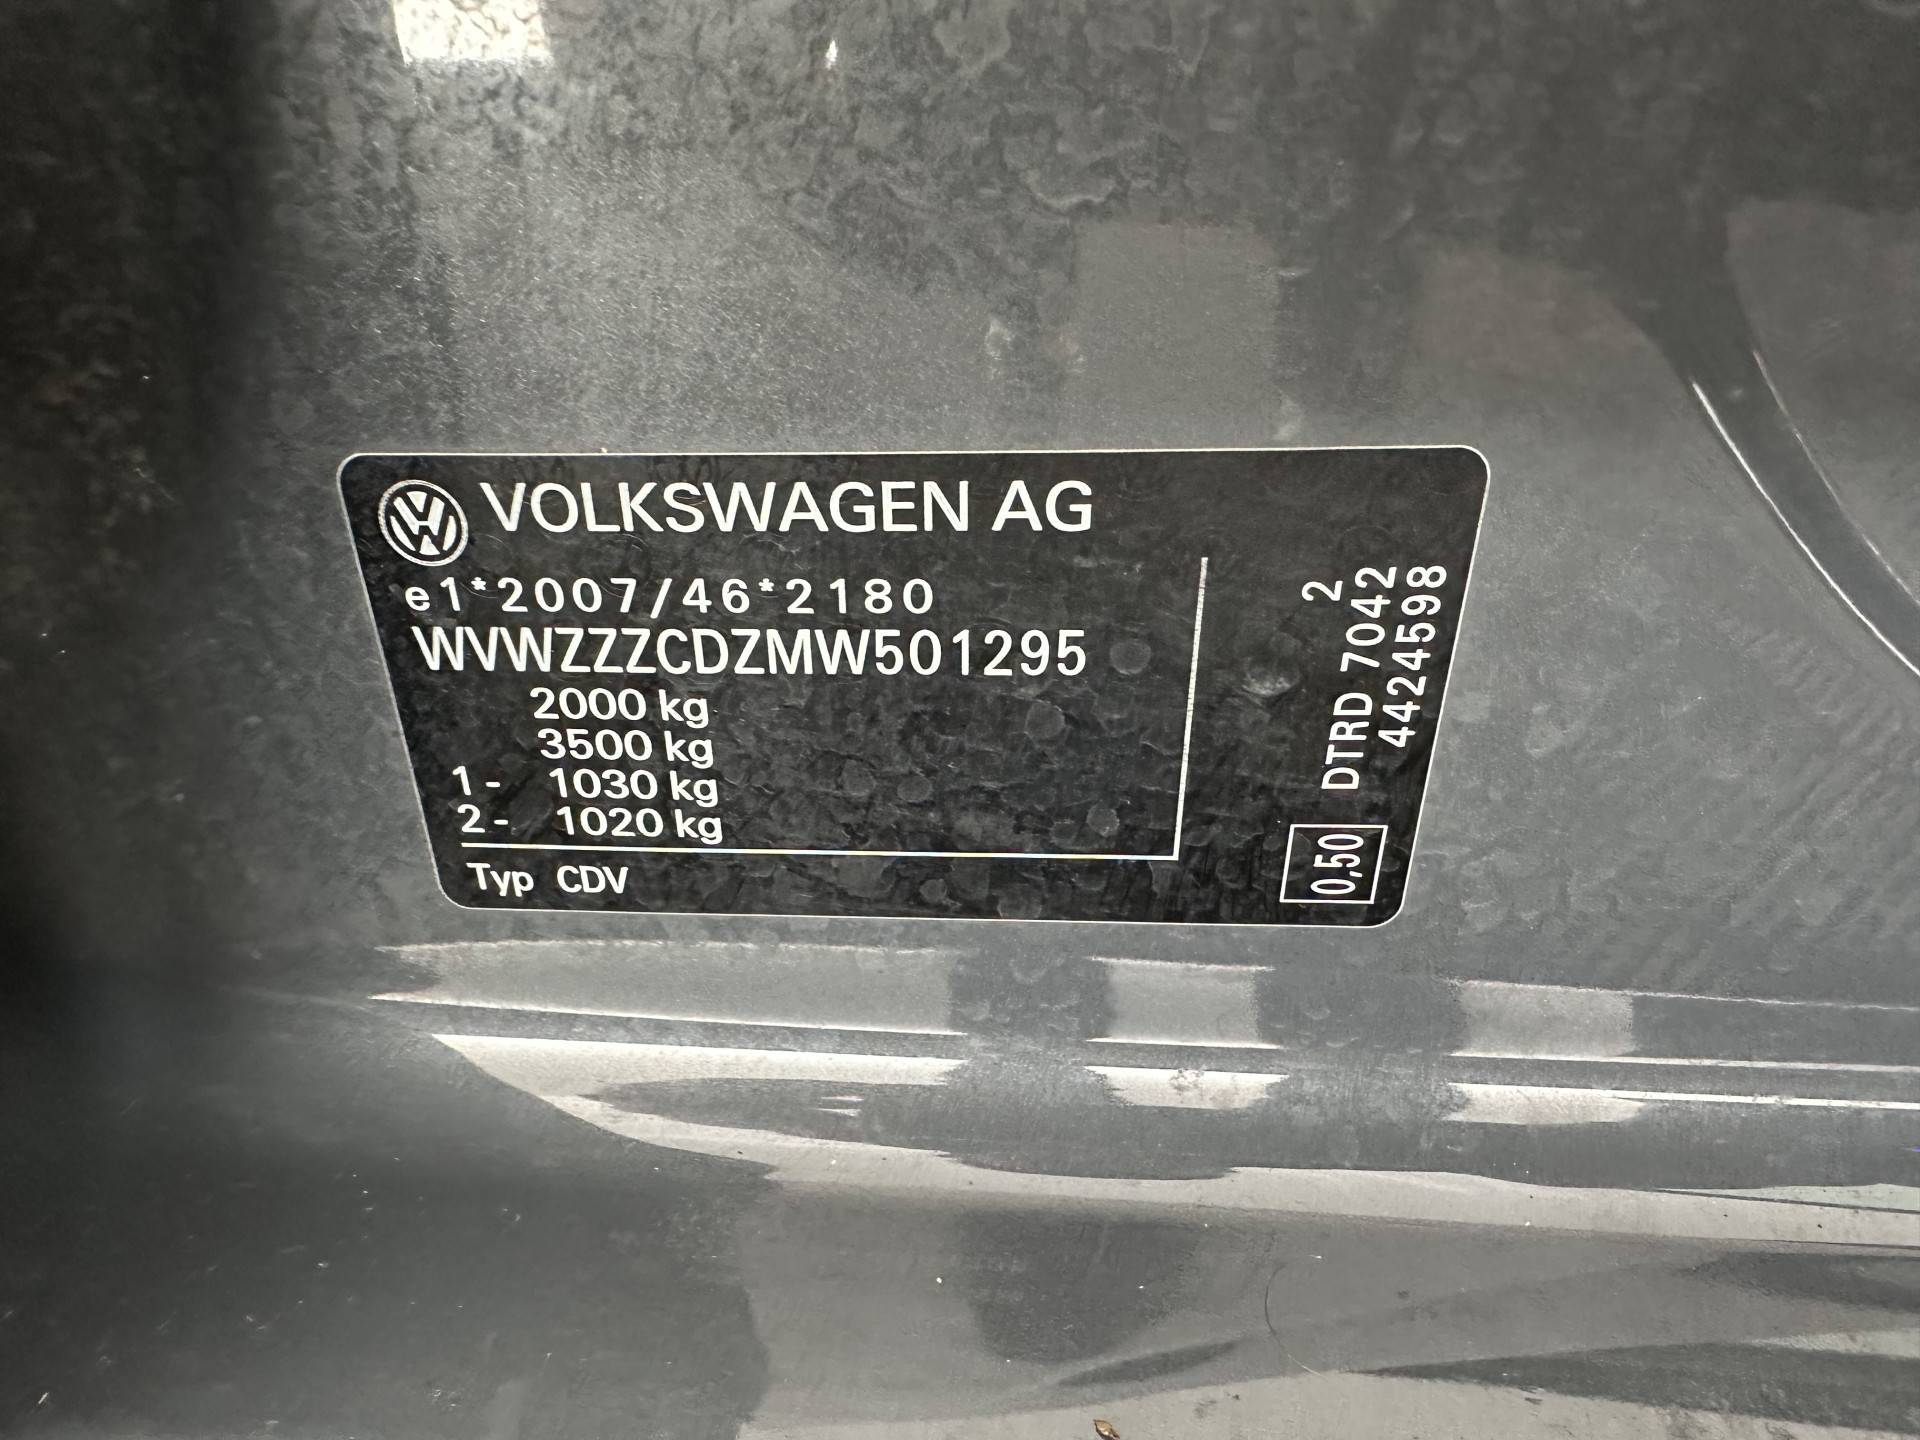 VOLKSWAGEN AG
e1*2007/46*2180
WVWZZZCDZMW501295
2000 kg
3500 kg
1- 1030 kg
2- 1020 kg
Typ CDV
2
DTRD 7042
4424598
0,50